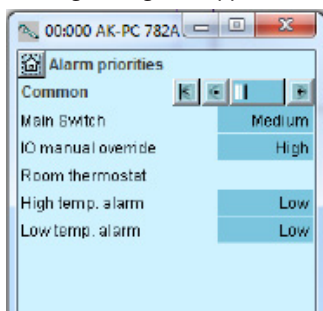 00:000 AK-PC 782A
Alarm priorities
Common
Main Switch Medium
IO manual override High
Room thermostat
High temp. alarm Low
Low temp. alarm Low